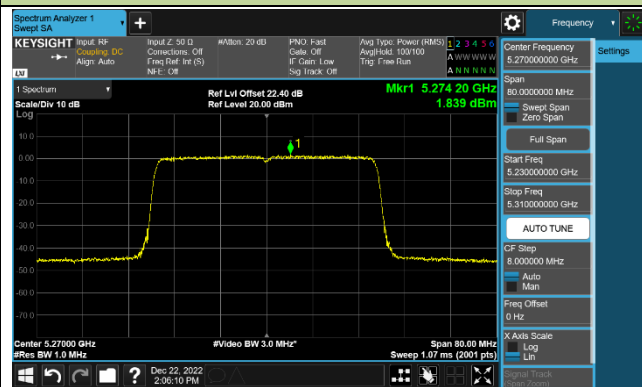 Spectrum Analyzer 1
Swept SA
+
Frequency
KEYSIGHT
Input: RF
Coupling: DC
Align: Auto
Input Z: 50 Ω
Corrections: Off
Freq Ref: Int (S)
NFE: Off
#Atten: 20 dB
PNO: Fast
Gate: Off
IF Gain: Low
Sig Track: Off
Avg Type: Power (RMS)
Avg|Hold: 100/100
Trig: Free Run
1 2 3 4 5 6
A W W W W W
A N N N N N
LXI
1 Spectrum
Scale/Div 10 dB
Log
Ref Lvl Offset 22.40 dB
Ref Level 20.00 dBm
Mkr1 5.274 20 GHz
1.839 dBm
1
10.0
0.00
-10.0
-20.0
-30.0
-40.0
-50.0
-60.0
-70.0
Center 5.27000 GHz
#Res BW 1.0 MHz
#Video BW 3.0 MHz*
Span 80.00 MHz
Sweep 1.07 ms (2001 pts)
Dec 22, 2022
2:06:10 PM
?
Center Frequency
5.270000000 GHz
Settings
Span
80.0000000 MHz
Swept Span
Zero Span
Full Span
Start Freq
5.230000000 GHz
Stop Freq
5.310000000 GHz
AUTO TUNE
CF Step
8.000000 MHz
Auto
Man
Freq Offset
0 Hz
X Axis Scale
Log
Lin
Signal Track
(Span Zoom)